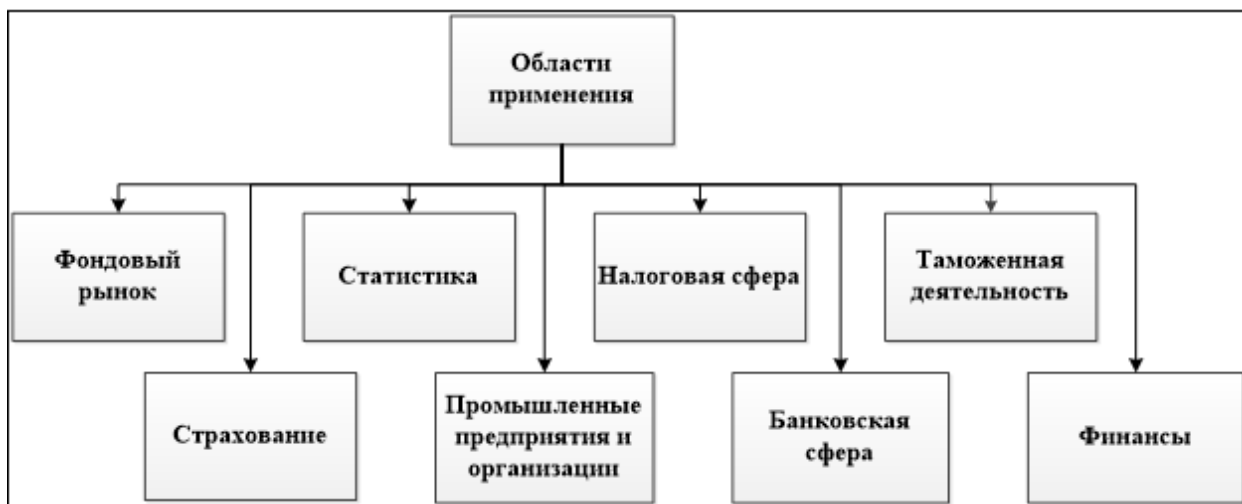 Области
применения
Фондовый
рынок
Статистика
Налоговая сфера
Таможенная
деятельность
Страхование
Промышленные
предприятия и
организации
Банковская
сфера
Финансы